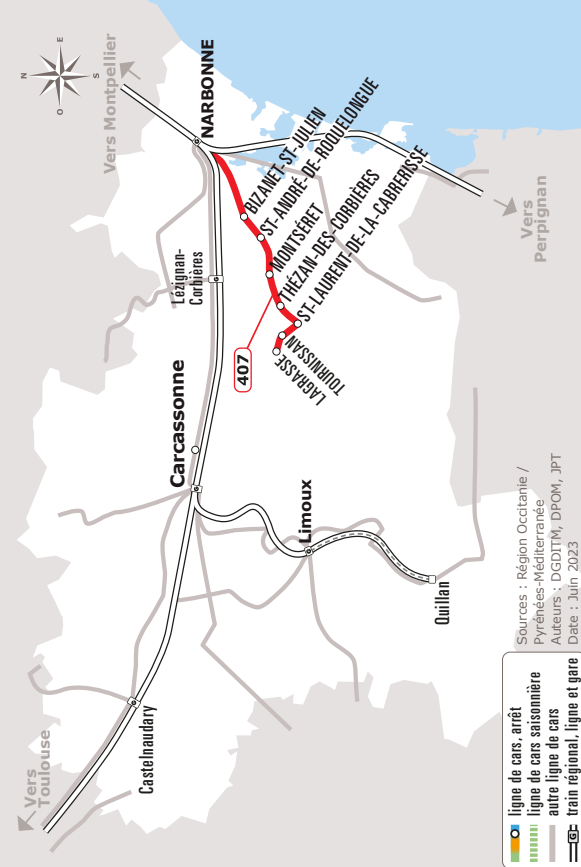 N
E
S
O
Vers Montpellier
NARBONNE
BIZANET-ST-JULIEN
ST-ANDRÉ-DE-ROQUELONGUE
MONTSÉRET
THÉZAN-DES-CORBIÈRES
ST-LAURENT-DE-LA-CABRERISSE
TOURNISSAN
LAGRASSE
407
Lézignan-
Corbières
Vers
Perpignan
Carcassonne
Limoux
Quillan
Castelnaudary
Vers
Toulouse
Sources : Région Occitanie /
Pyrénées-Méditerranée
Auteurs : DGDITM, DPOM, JPT
Date : Juin 2023
ligne de cars, arrêt
ligne de cars saisonnière
autre ligne de cars
G train régional, ligne et gare